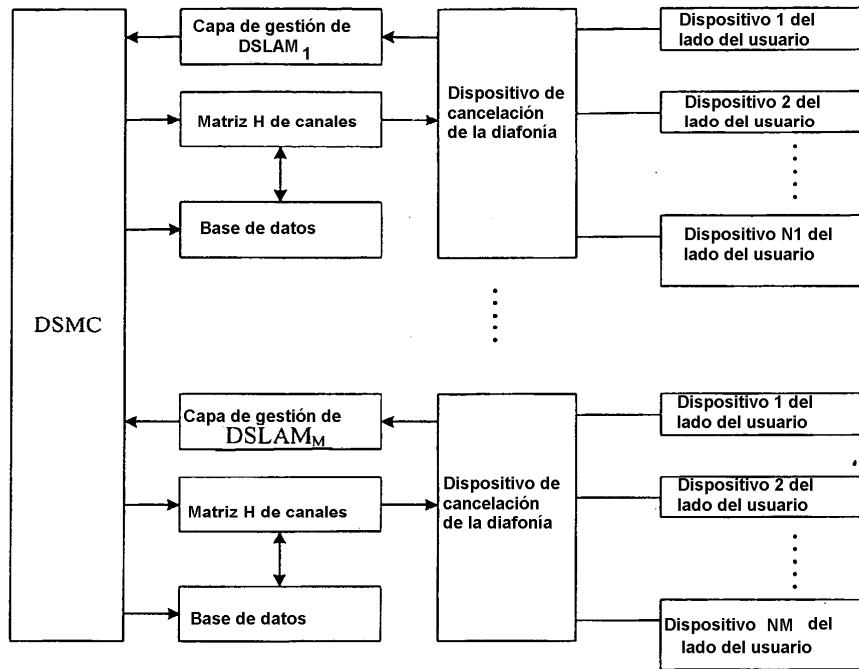 DSMC
Capa de gestión de
DSLAM 1
Matriz H de canales
Base de datos
Dispositivo de
cancelación
de la diafonía
Dispositivo 1 del
lado del usuario
Dispositivo 2 del
lado del usuario
Dispositivo N1 del
lado del usuario
Capa de gestión de
DSLAMM
Matriz H de canales
Base de datos
Dispositivo de
cancelación
de la diafonía
Dispositivo 1 del
lado del usuario
Dispositivo 2 del
lado del usuario
Dispositivo NM del
lado del usuario